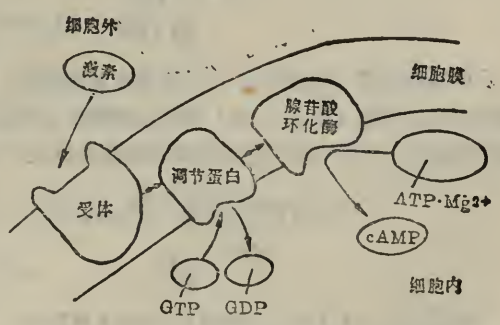 细胞外
激素
细胞膜
腺苷酸
环化酶
调节蛋白
受体
ATP·Mg2+
cAMP
细胞内
GTP
GDP